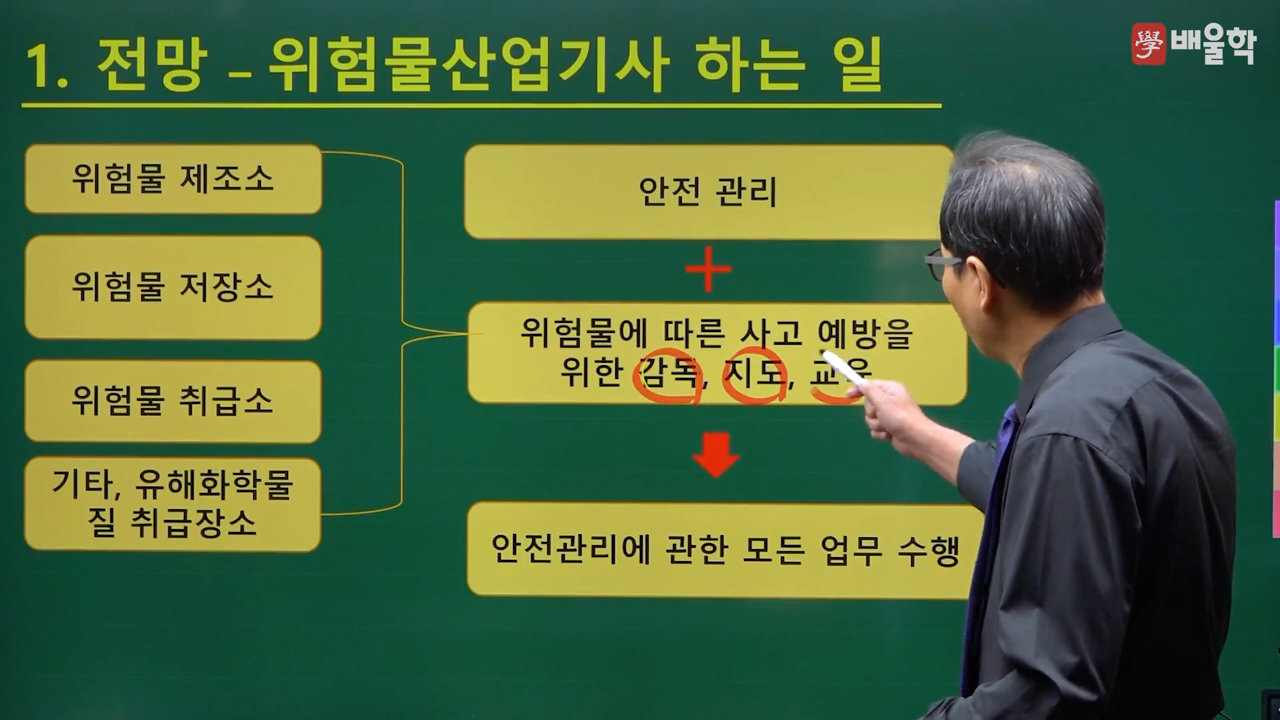 1. 전망 – 위험물산업기사 하는 일
學 배울학
위험물 제조소
위험물 저장소
위험물 취급소
기타, 유해화학물
질 취급장소
안전 관리
+
위험물에 따른 사고 예방을
위한 감독, 지도, 교육
안전관리에 관한 모든 업무 수행